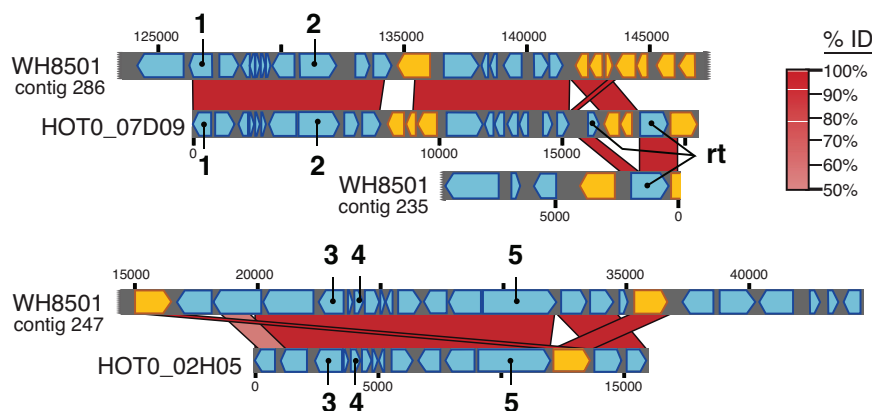 1 2
125000 135000 140000 145000
% ID
WH8501
contig 286
100%
90%
80%
70%
60%
50%
HOT0_07D09
0 10000 15000
1 2
rt
WH8501
contig 235
5000 0
3 4 5
15000 20000 35000 40000
WH8501
contig 247
HOT0_02H05
0 5000 15000
3 4 5